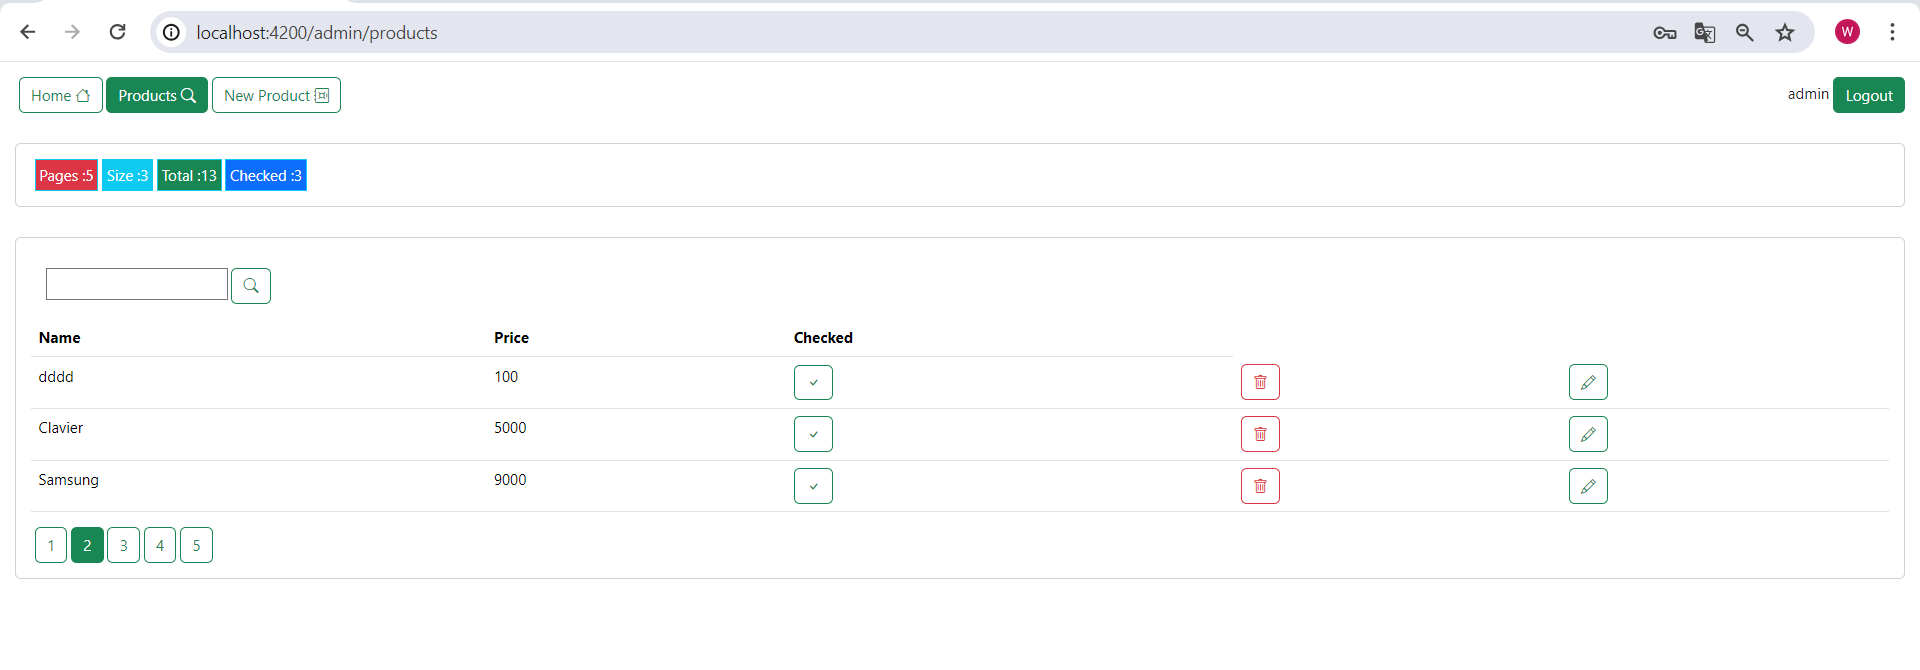 localhost:4200/admin/products
W
Home Products New Product admin Logout
Pages :5 Size :3 Total :13 Checked :3
Name Price Checked
dddd 100
Clavier 5000
Samsung 9000
1 2 3 4 5